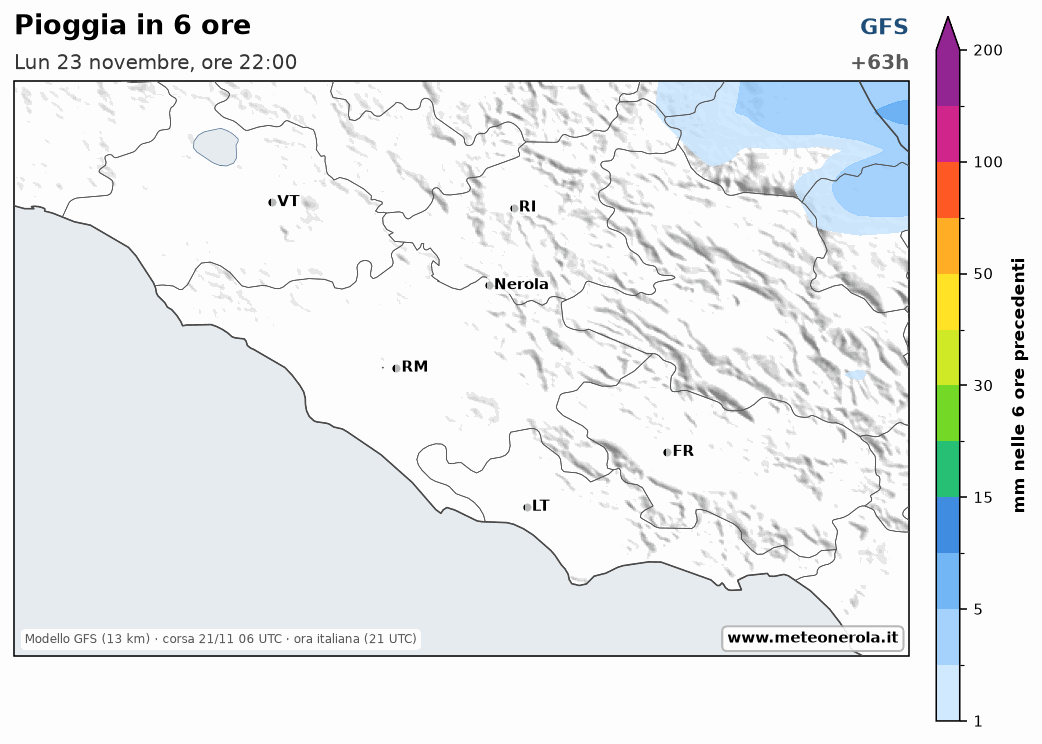 Pioggia in 6 ore
GFS
Lun 23 novembre, ore 22:00
+63h
VT
RI
Nerola
RM
FR
LT
Modello GFS (13 km) · corsa 21/11 06 UTC · ora italiana (21 UTC)
www.meteonerola.it
200
100
50
30
15
5
1
mm nelle 6 ore precedenti